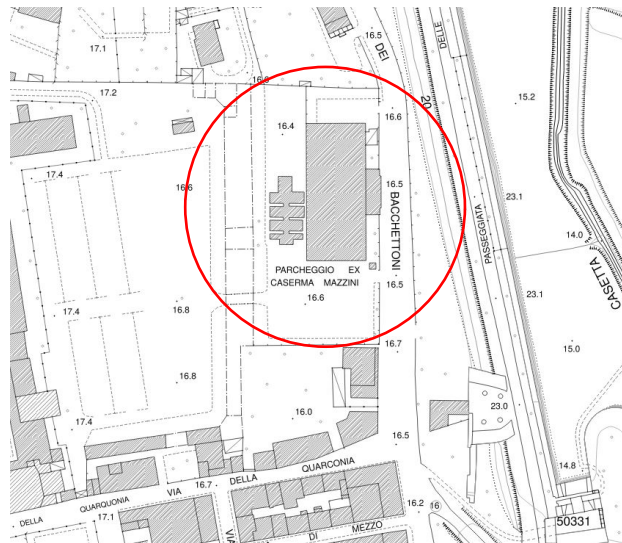 16.5
DEI
DELLE
17.1
16.9
17.2
20
15.2
16.4
16.6
17.4
16.6
16.5
BACCHETTONI
PASSEGGIATA
23.1
14.0
CASETTA
PARCHEGGIO EX
CASERMA MAZZINI
16.5
23.1
17.4
16.8
16.6
16.7
15.0
16.8
17.4
16.0
23.0
16.5
14.8
VIA DELLA QUARCONIA
16.7
DELLA QUARQUONIA
17.1
VIA
DI MEZZO
16.2
16
50331